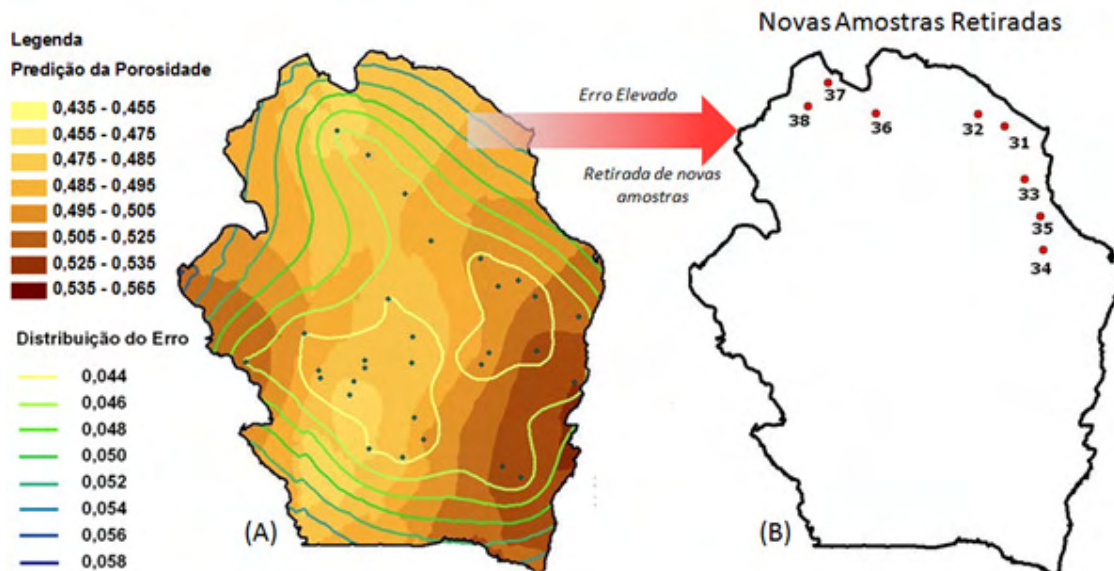 Legenda
Predição da Porosidade
0,435 - 0,455
0,455 - 0,475
0,475 - 0,485
0,485 - 0,495
0,495 - 0,505
0,505 - 0,525
0,525 - 0,535
0,535 - 0,565
Distribuição do Erro
0,044
0,046
0,048
0,050
0,052
0,054
0,056
0,058
(A)
Erro Elevado
Retirada de novas
amostras
Novas Amostras Retiradas
37
38
36
32
31
33
35
34
(B)